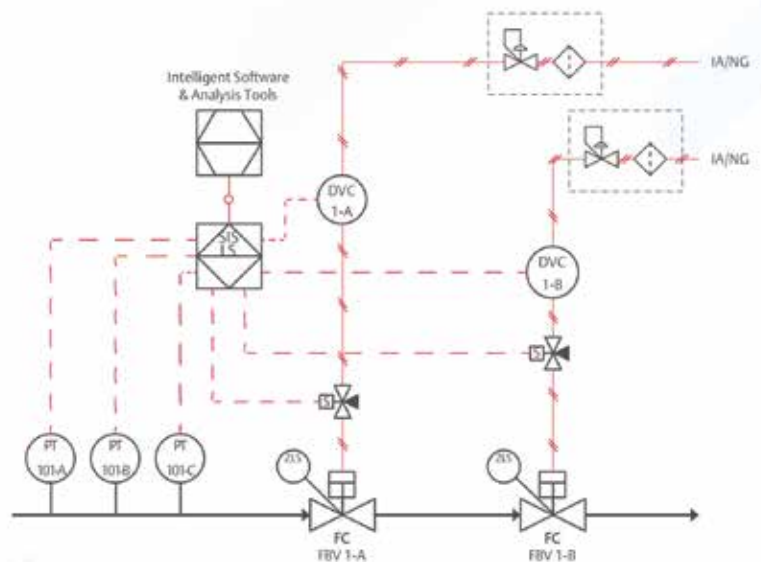 Intelligent Software
& Analysis Tools
IA/NG
IA/NG
DVC
1-A
SIS
LS
DVC
1-B
S
S
PT
101-A
PT
101-B
PT
101-C
ZLS
ZLS
FC
FBV 1-A
FC
FBV 1-B